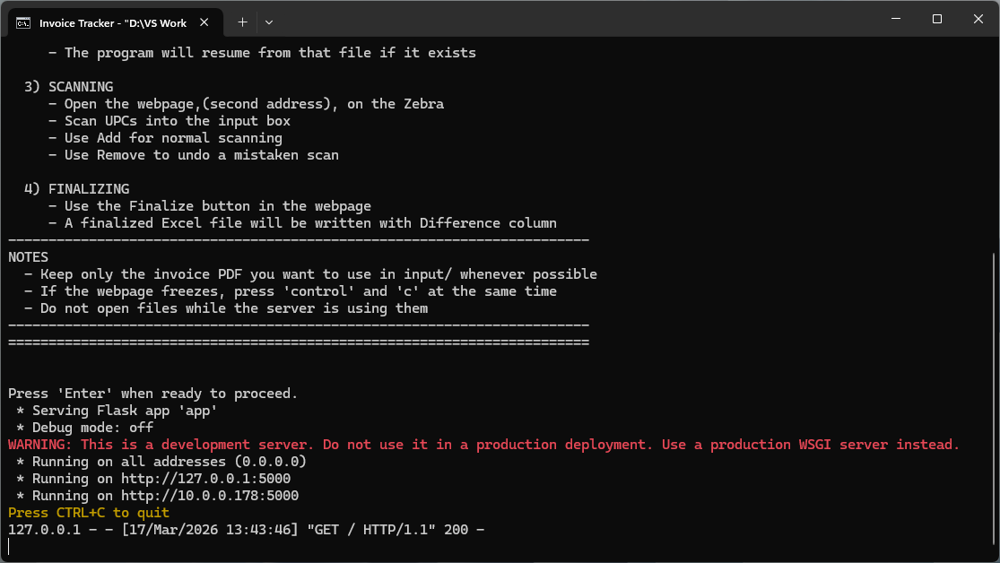 Invoice Tracker - "D:\VS Work
- The program will resume from that file if it exists
3) SCANNING
- Open the webpage,(second address), on the Zebra
- Scan UPCs into the input box
- Use Add for normal scanning
- Use Remove to undo a mistaken scan
4) FINALIZING
- Use the Finalize button in the webpage
- A finalized Excel file will be written with Difference column
------------------------------------------------------------------------
NOTES
- Keep only the invoice PDF you want to use in input/ whenever possible
- If the webpage freezes, press 'control' and 'c' at the same time
- Do not open files while the server is using them
------------------------------------------------------------------------
========================================================================
Press 'Enter' when ready to proceed.
* Serving Flask app 'app'
* Debug mode: off
WARNING: This is a development server. Do not use it in a production deployment. Use a production WSGI server instead.
* Running on all addresses (0.0.0.0)
* Running on http://127.0.0.1:5000
* Running on http://10.0.0.178:5000
Press CTRL+C to quit
127.0.0.1 - - [17/Mar/2026 13:43:46] "GET / HTTP/1.1" 200 -